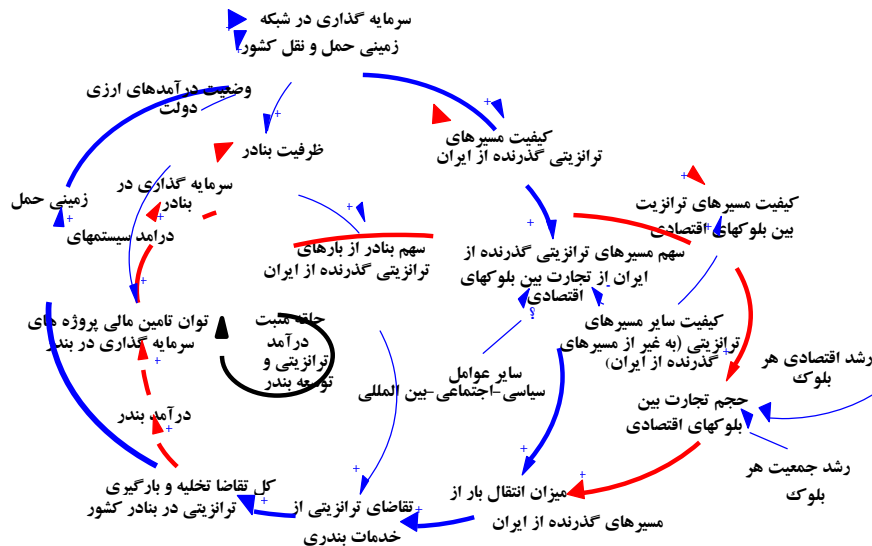 سرمایه گذاری در شبکه
زمینی حمل و نقل کشور
وضعیت درآمدهای ارزی
دولت
کیفیت مسیرهای
ترانزیتی گذرنده از ایران
ظرفیت بنادر
سرمایه گذاری در
بنادر
زمینی حمل
درامد سیستمهای
کیفیت مسیرهای ترانزیت
بین بلوکهای اقتصادی
سهم بنادر از بارهای
ترانزیتی گذرنده از ایران
سهم مسیرهای ترانزیتی گذرنده از
ایران از تجارت بین بلوکهای
اقتصادی
؟
توان تامین مالی پروژه های
سرمایه گذاری در بندر
حلقه مثبت
درآمد
ترانزیتی و
توسعه بندر
کیفیت سایر مسیرهای
ترانزیتی (به غیر از مسیرهای
گذرنده از ایران)
رشد اقتصادی هر
بلوک
سایر عوامل
سیاسی-اجتماعی-بین المللی
حجم تجارت بین
بلوکهای اقتصادی
درآمد بندر
رشد جمعیت هر
بلوک
کل تقاضا تخلیه و بارگیری
ترانزیتی در بنادر کشور
تقاضای ترانزیتی از
خدمات بندری
میزان انتقال بار از
مسیرهای گذرنده از ایران